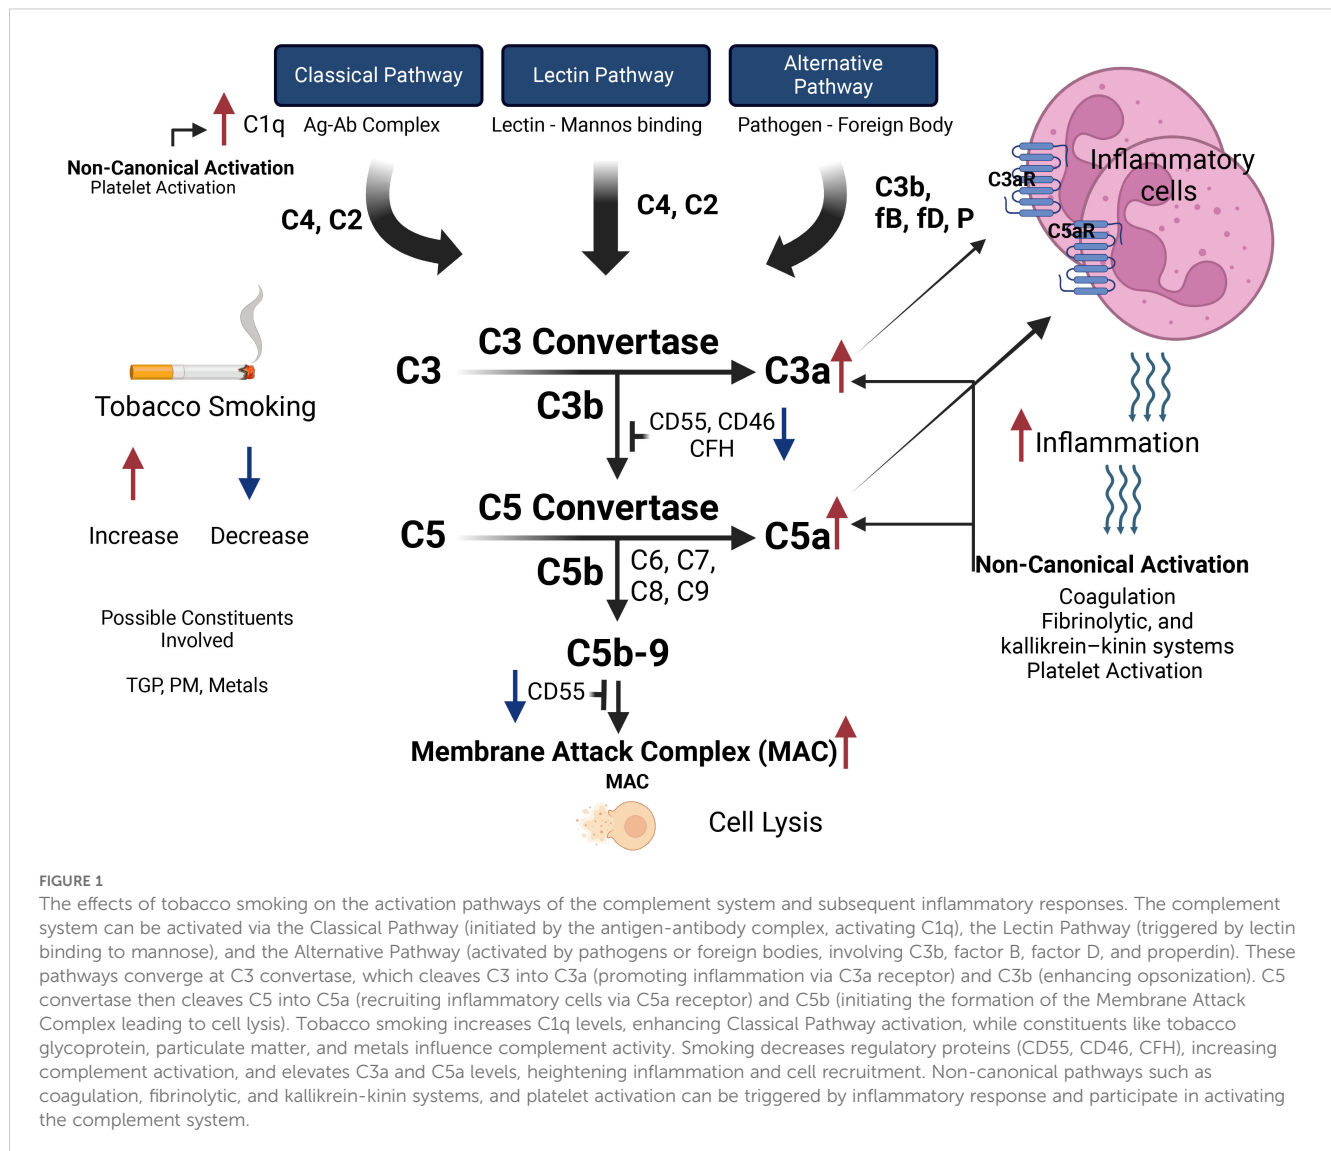 Classical Pathway
Lectin Pathway
Alternative
Pathway
C1q
Ag-Ab Complex
Lectin - Mannos binding
Pathogen - Foreign Body
Non-Canonical Activation
Platelet Activation
C4, C2
C4, C2
C3b,
fB, fD, P
Inflammatory
cells
C3aR
C5aR
Tobacco Smoking
Increase
Decrease
Possible Constituents
Involved
TGP, PM, Metals
C3
C3 Convertase
C3a
C3b
CD55, CD46
CFH
C5
C5 Convertase
C5a
C5b
C6, C7,
C8, C9
C5b-9
CD55
Membrane Attack Complex (MAC)
MAC
Cell Lysis
Inflammation
Non-Canonical Activation
Coagulation
Fibrinolytic, and
kallikrein–kinin systems
Platelet Activation
FIGURE 1
The effects of tobacco smoking on the activation pathways of the complement system and subsequent inflammatory responses. The complement
system can be activated via the Classical Pathway (initiated by the antigen-antibody complex, activating C1q), the Lectin Pathway (triggered by lectin
binding to mannose), and the Alternative Pathway (activated by pathogens or foreign bodies, involving C3b, factor B, factor D, and properdin). These
pathways converge at C3 convertase, which cleaves C3 into C3a (promoting inflammation via C3a receptor) and C3b (enhancing opsonization). C5
convertase then cleaves C5 into C5a (recruiting inflammatory cells via C5a receptor) and C5b (initiating the formation of the Membrane Attack
Complex leading to cell lysis). Tobacco smoking increases C1q levels, enhancing Classical Pathway activation, while constituents like tobacco
glycoprotein, particulate matter, and metals influence complement activity. Smoking decreases regulatory proteins (CD55, CD46, CFH), increasing
complement activation, and elevates C3a and C5a levels, heightening inflammation and cell recruitment. Non-canonical pathways such as
coagulation, fibrinolytic, and kallikrein-kinin systems, and platelet activation can be triggered by inflammatory response and participate in activating
the complement system.